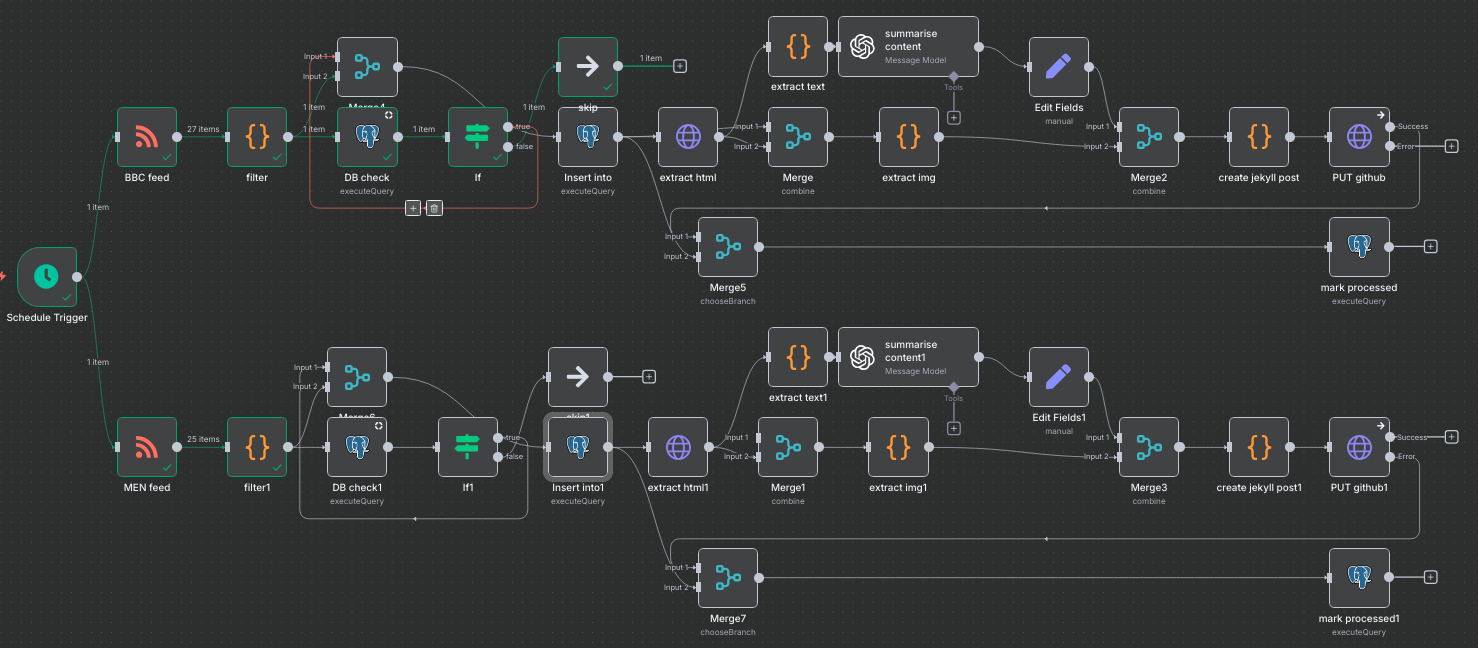 Input 1
Input 2
Merge4
1 item
skip
1 item
extract text
summarise
content
Message Model
Tools
Edit Fields
manual
27 items
1 item
1 item
1 item
true
false
Input 1
Input 2
Input 1
Input 2
Success
Error
BBC feed
filter
DB check
executeQuery
If
Insert into
executeQuery
extract html
Merge
combine
extract img
Merge2
combine
create jekyll post
PUT github
1 item
Input 1
Input 2
Merge5
chooseBranch
mark processed
executeQuery
Schedule Trigger
1 item
Input 1
Input 2
Merge6
skip1
extract text1
summarise
content1
Message Model
Tools
Edit Fields1
manual
25 items
true
false
Input 1
Input 2
Input 1
Input 2
Success
Error
MEN feed
filter1
DB check1
executeQuery
If1
Insert into1
executeQuery
extract html1
Merge1
combine
extract img1
Merge3
combine
create jekyll post1
PUT github1
Input 1
Input 2
Merge7
chooseBranch
mark processed1
executeQuery